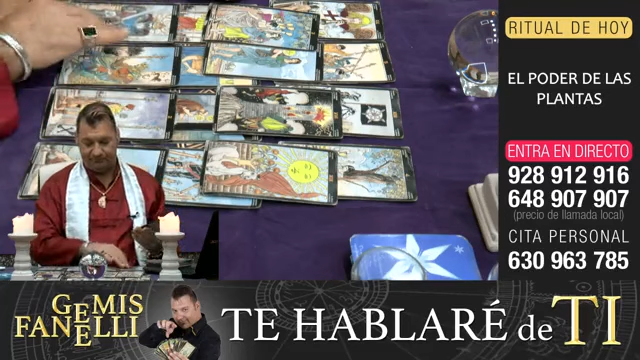 RITUAL DE HOY
EL PODER DE LAS
PLANTAS
ENTRA EN DIRECTO
928 912 916
648 907 907
(precio de llamada local)
CITA PERSONAL
630 963 785
GEMIS
FANELLI
TE HABLARÉ de TI